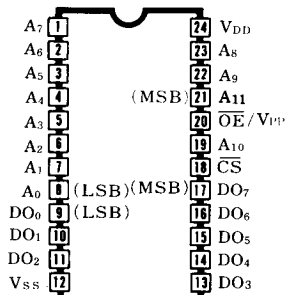 A7 1 24 VDD
A6 2 23 A8
A5 3 22 A9
A4 4 (MSB) 21 A11
A3 5 20 O̅E̅/VPP
A2 6 19 A10
A1 7 18 C̅S̅
A0 8 (LSB) (MSB) 17 DO7
DO0 9 (LSB) 16 DO6
DO1 10 15 DO5
DO2 11 14 DO4
VSS 12 13 DO3